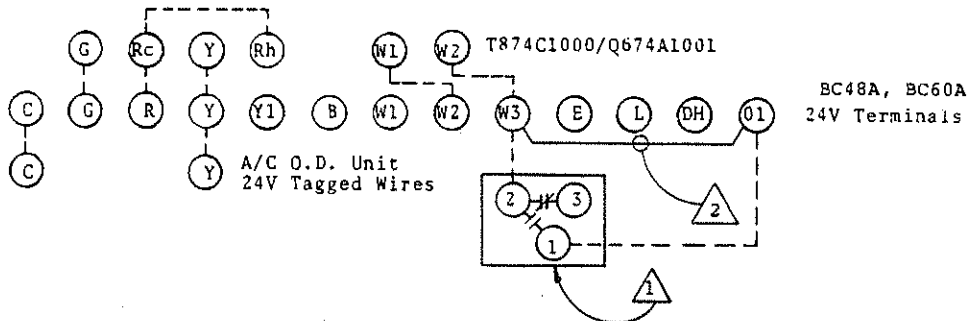 G Rc Y Rh W1 W2 T874C1000/Q674A1001
C G R Y Y1 B W1 W2 W3 E L DH O1 BC48A, BC60A
24V Terminals
C Y A/C O.D. Unit
24V Tagged Wires
2 3 2
1
1